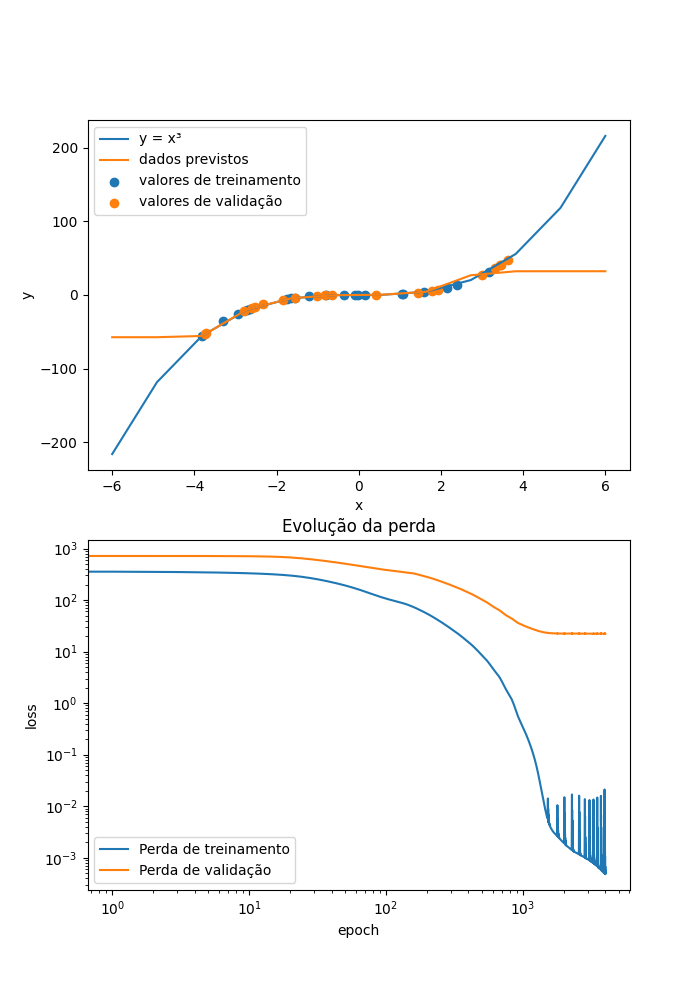 y = x³
dados previstos
valores de treinamento
valores de validação
200
100
0
−100
−200
y
−6 −4 −2 0 2 4 6
x
Evolução da perda
10³
10²
10¹
10⁰
10⁻¹
10⁻²
10⁻³
loss
Perda de treinamento
Perda de validação
10⁰ 10¹ 10² 10³
epoch